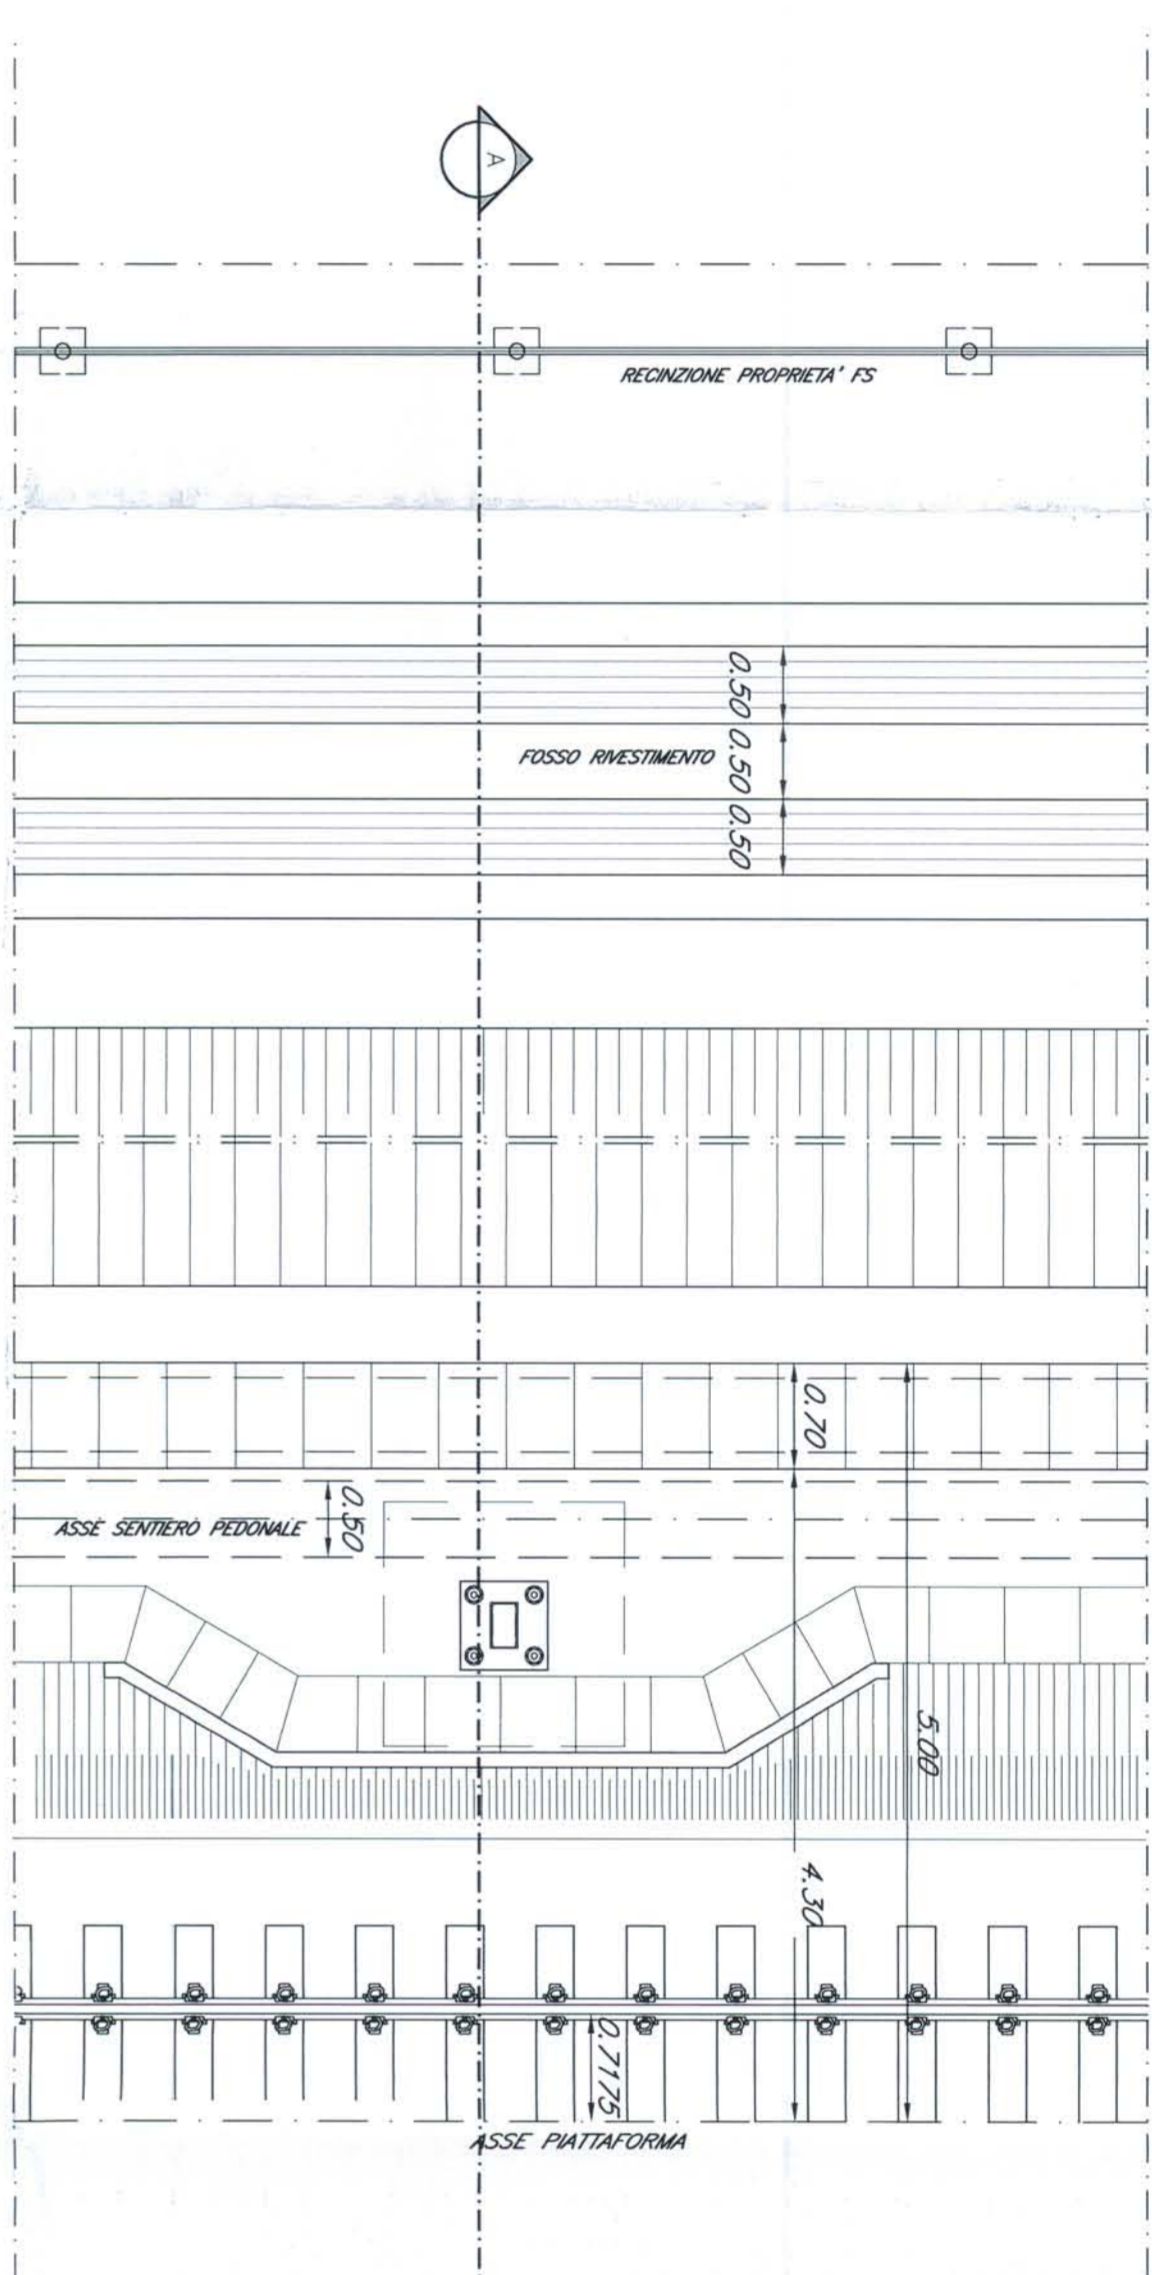 A
RECINZIONE PROPRIETA' FS
0.50
FOSSO RIVESTIMENTO
0.50
0.50
0.70
0.50
ASSE SENTIERO PEDONALE
5.00
4.30
0.7175
ASSE PIATTAFORMA